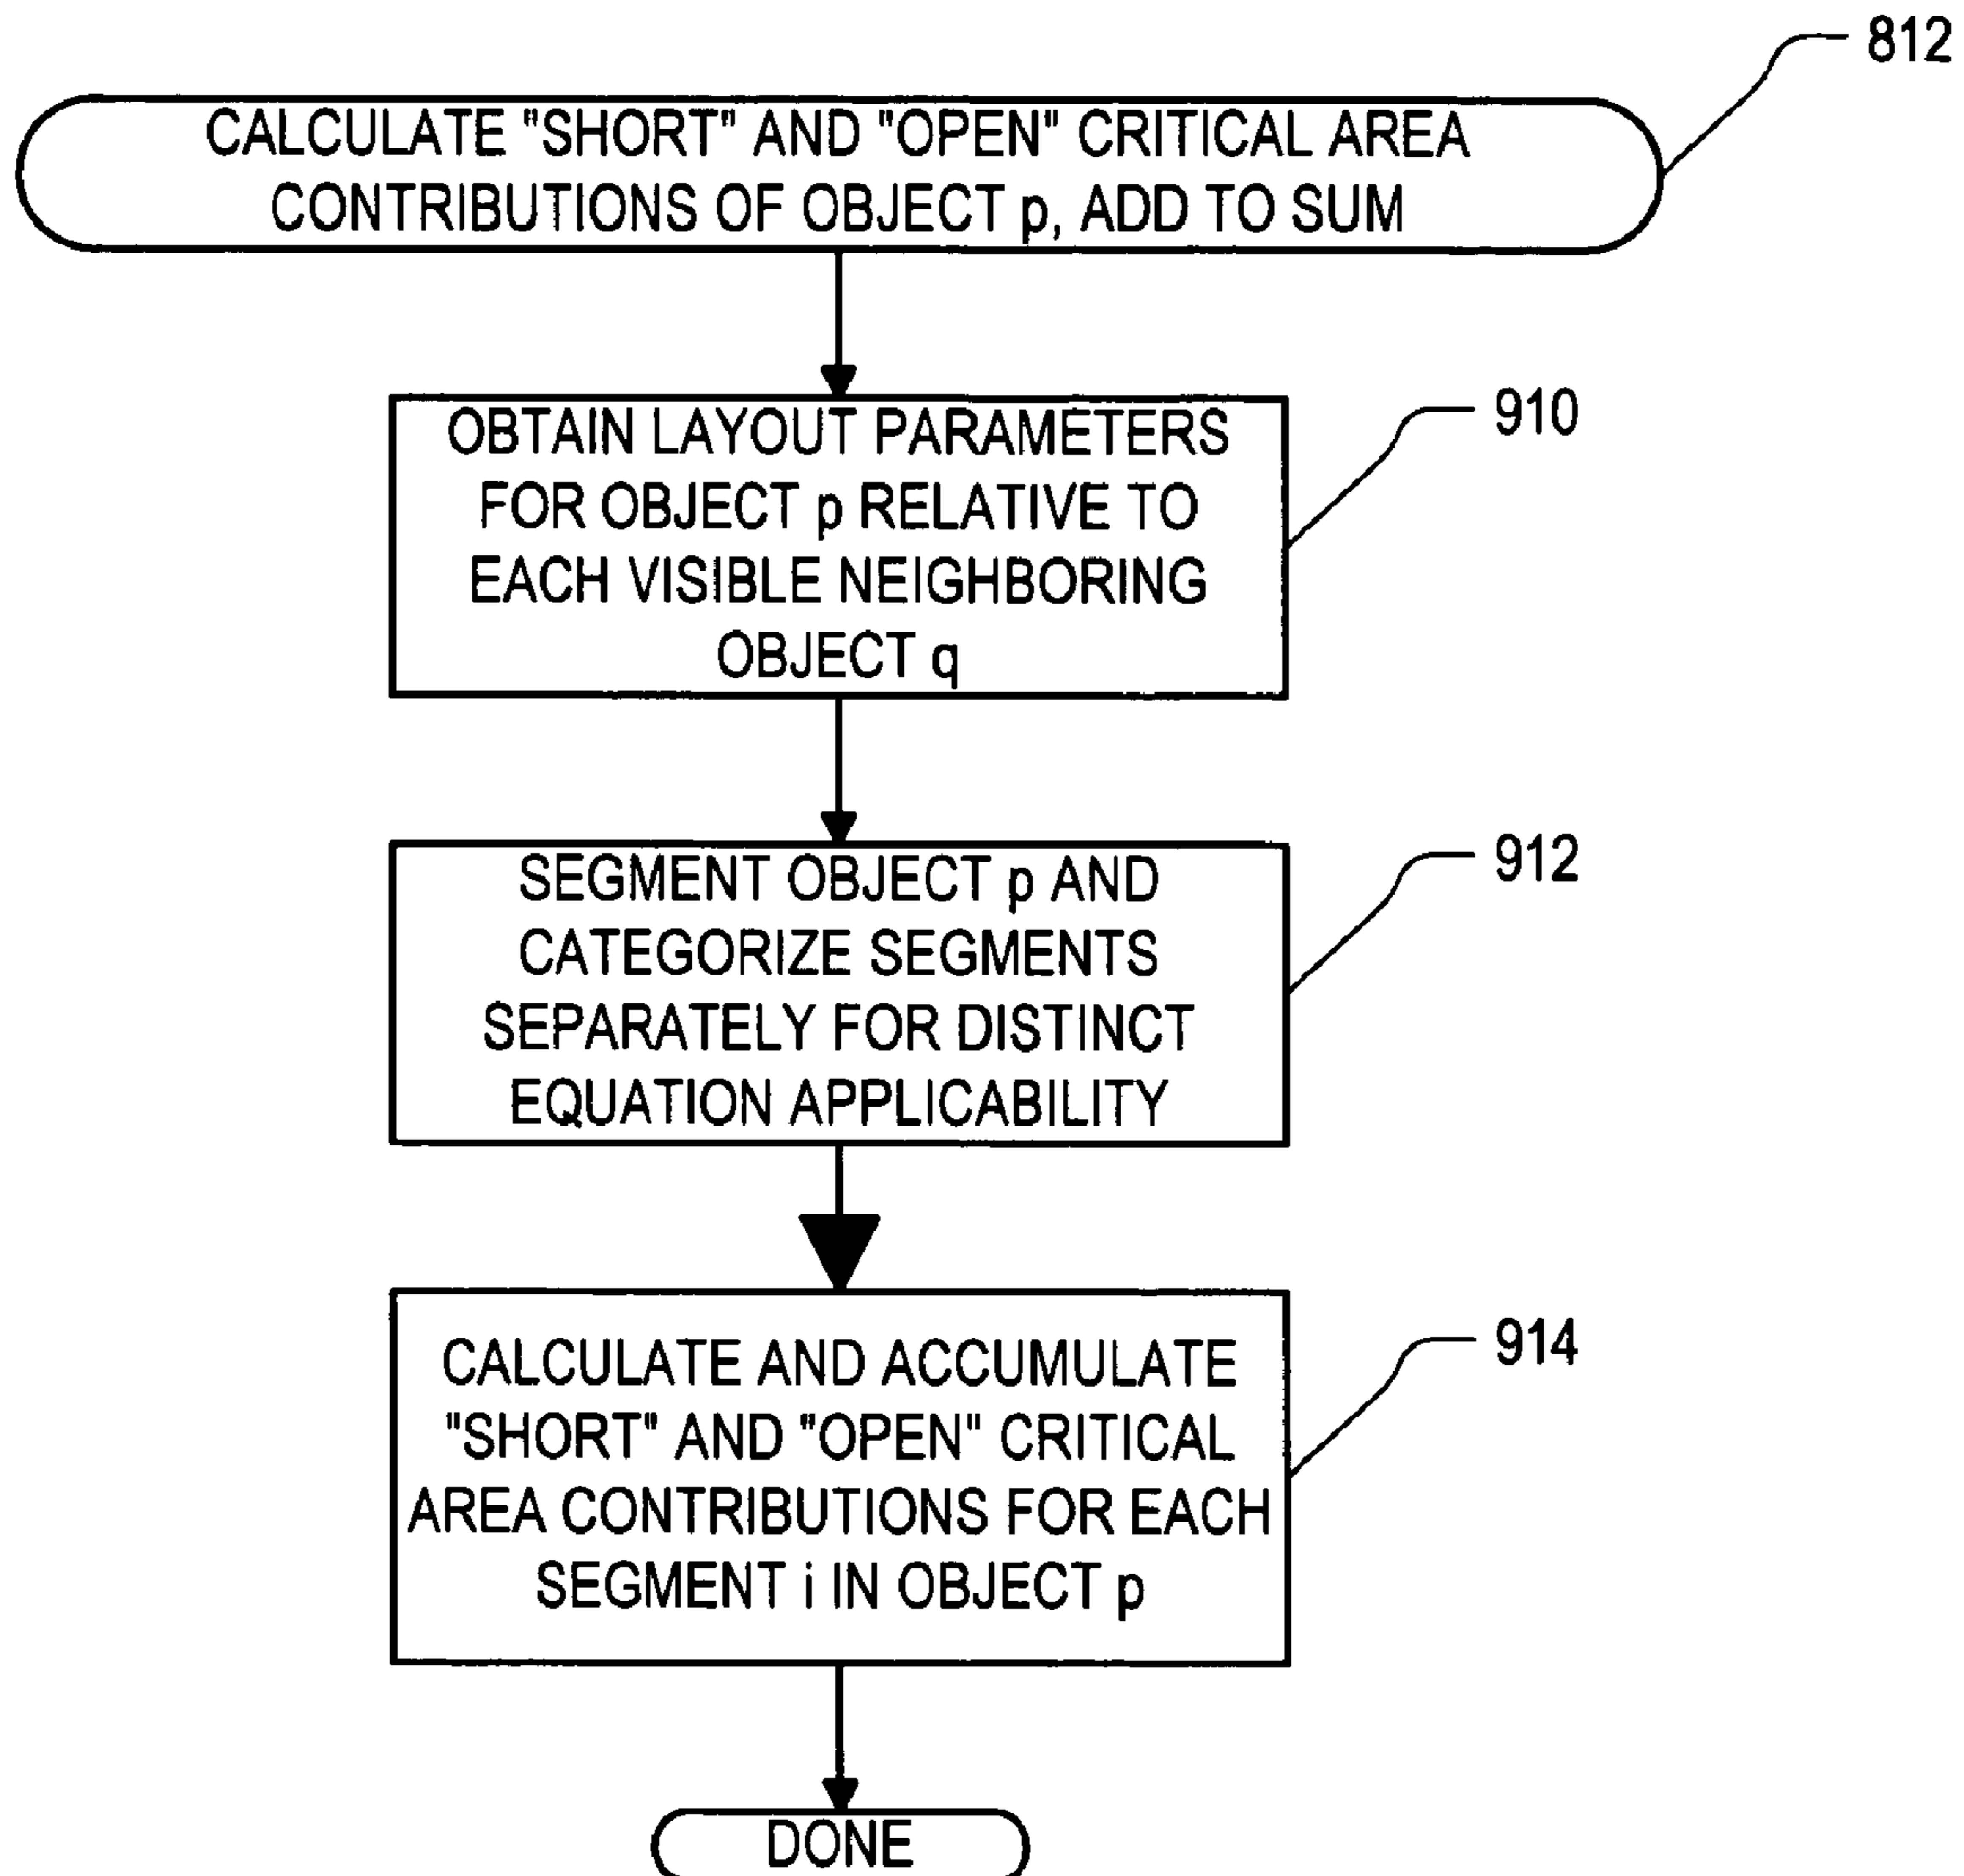 812
CALCULATE "SHORT" AND "OPEN" CRITICAL AREA
CONTRIBUTIONS OF OBJECT p, ADD TO SUM
910
OBTAIN LAYOUT PARAMETERS
FOR OBJECT p RELATIVE TO
EACH VISIBLE NEIGHBORING
OBJECT q
912
SEGMENT OBJECT p AND
CATEGORIZE SEGMENTS
SEPARATELY FOR DISTINCT
EQUATION APPLICABILITY
914
CALCULATE AND ACCUMULATE
"SHORT" AND "OPEN" CRITICAL
AREA CONTRIBUTIONS FOR EACH
SEGMENT i IN OBJECT p
DONE